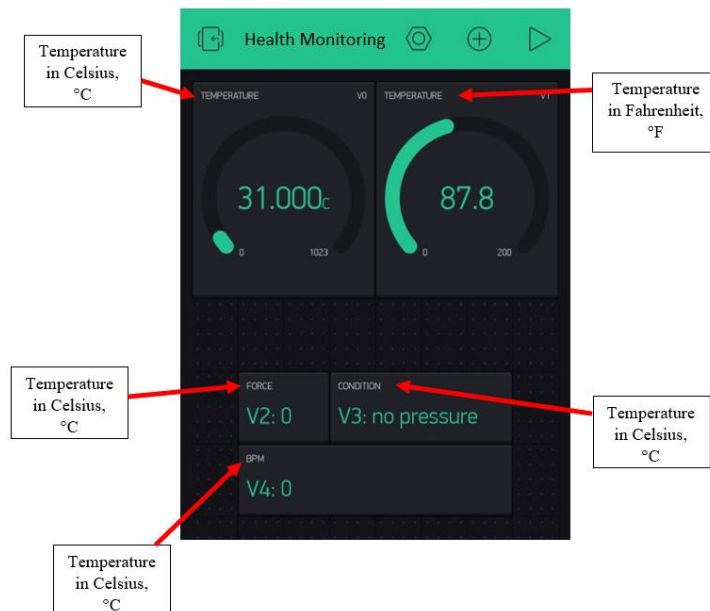 Health Monitoring
Temperature
in Celsius,
°C
TEMPERATURE V0
TEMPERATURE V1
Temperature
in Fahrenheit,
°F
31.000C
87.8
0 1023
0 200
Temperature
in Celsius,
°C
FORCE
V2: 0
CONDITION
V3: no pressure
Temperature
in Celsius,
°C
BPM
V4: 0
Temperature
in Celsius,
°C